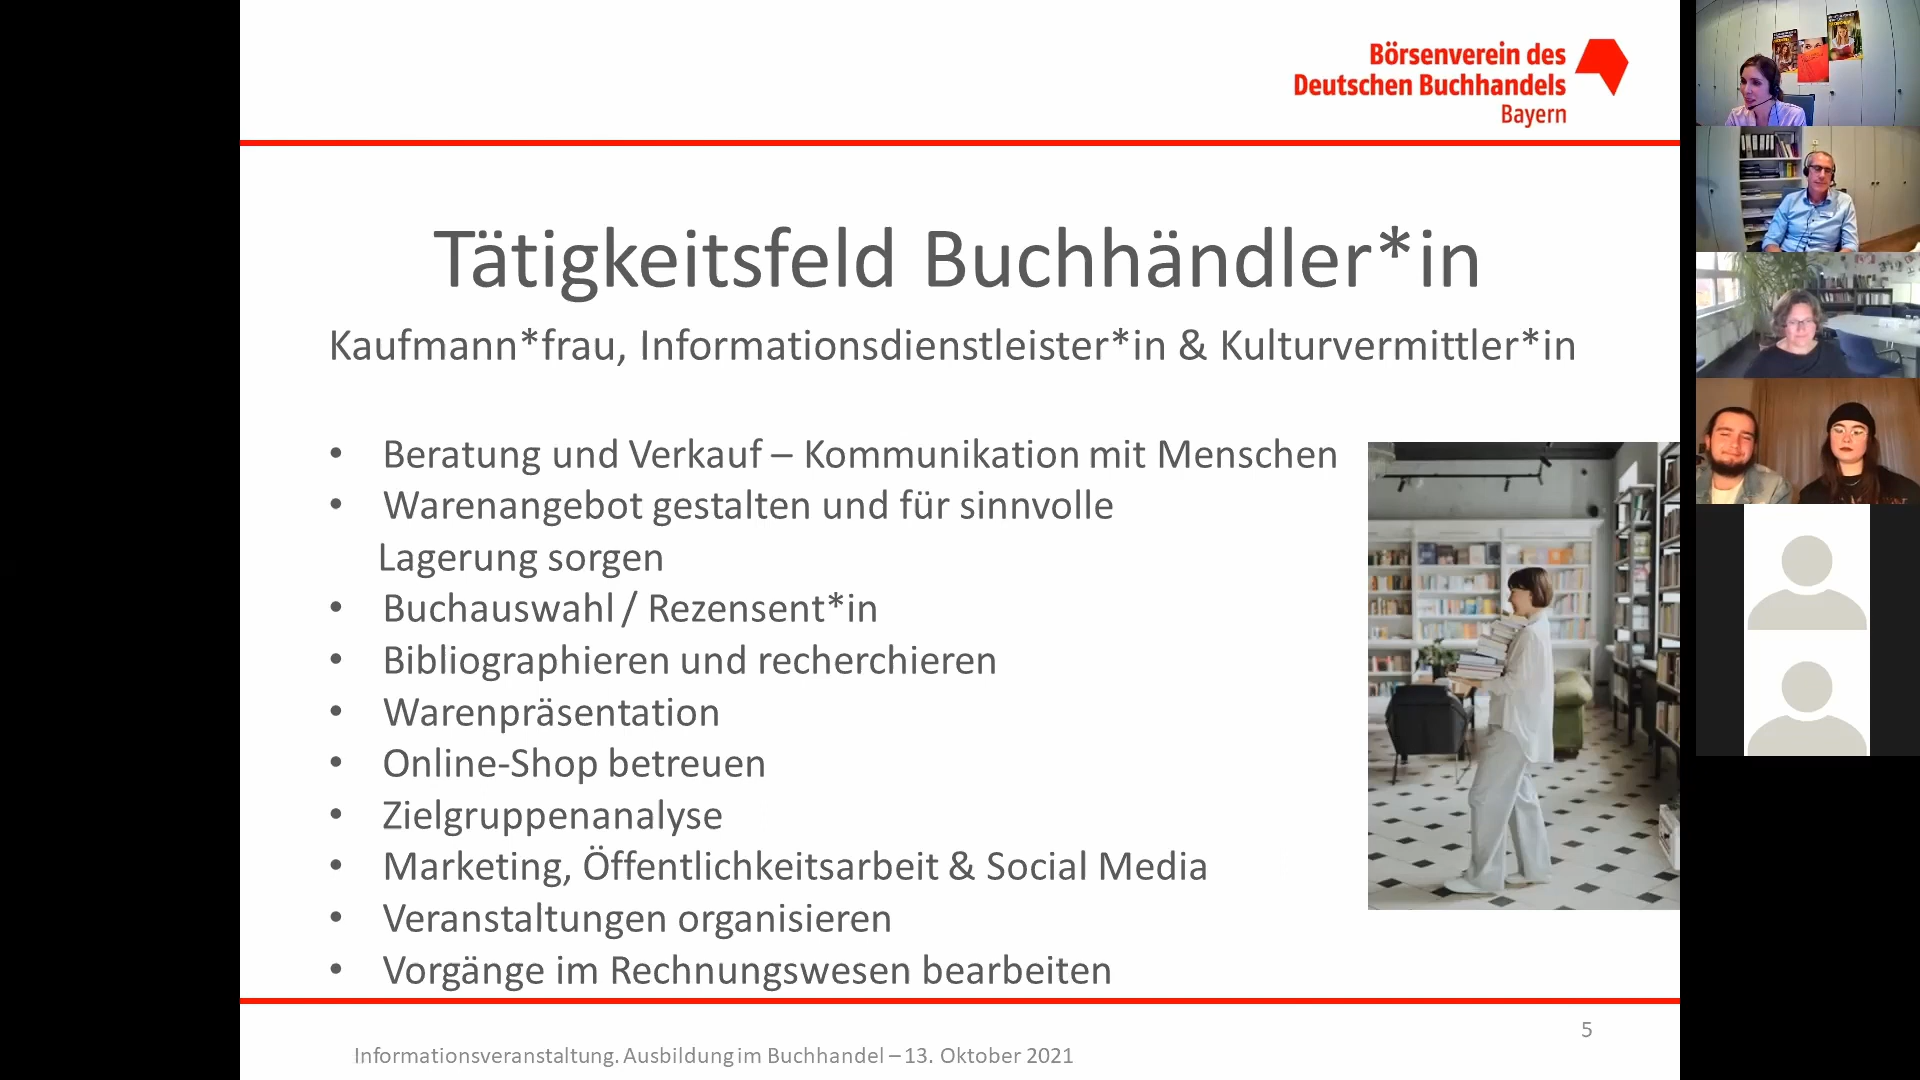 Börsenverein des
Deutschen Buchhandels
Bayern
Tätigkeitsfeld Buchhändler*in
Kaufmann*frau, Informationsdienstleister*in & Kulturvermittler*in
• Beratung und Verkauf – Kommunikation mit Menschen
• Warenangebot gestalten und für sinnvolle
Lagerung sorgen
• Buchauswahl / Rezensent*in
• Bibliographieren und recherchieren
• Warenpräsentation
• Online-Shop betreuen
• Zielgruppenanalyse
• Marketing, Öffentlichkeitsarbeit & Social Media
• Veranstaltungen organisieren
• Vorgänge im Rechnungswesen bearbeiten
5
Informationsveranstaltung. Ausbildung im Buchhandel – 13. Oktober 2021